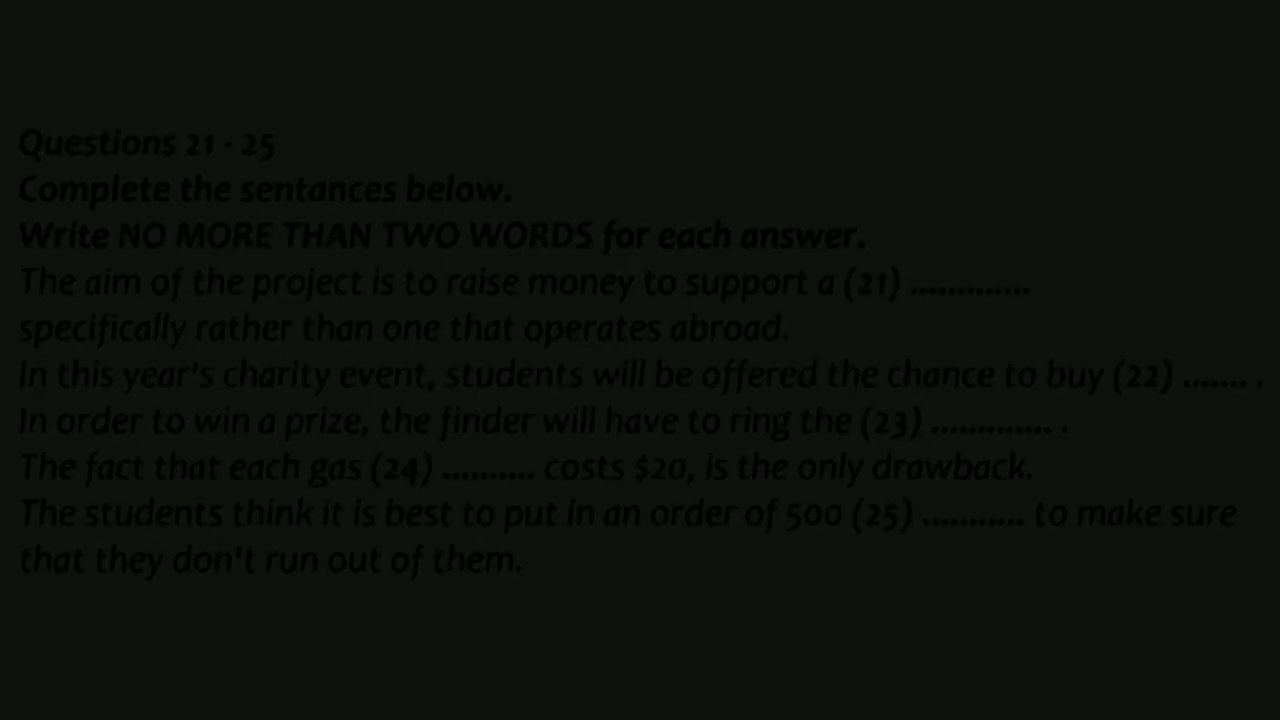 Questions 21 - 25
Complete the sentances below.
Write NO MORE THAN TWO WORDS for each answer.
The aim of the project is to raise money to support a (21) .............
specifically rather than one that operates abroad.
In this year's charity event, students will be offered the chance to buy (22) ....... .
In order to win a prize, the finder will have to ring the (23) ............. .
The fact that each gas (24) .......... costs $20, is the only drawback.
The students think it is best to put in an order of 500 (25) ........... to make sure
that they don't run out of them.